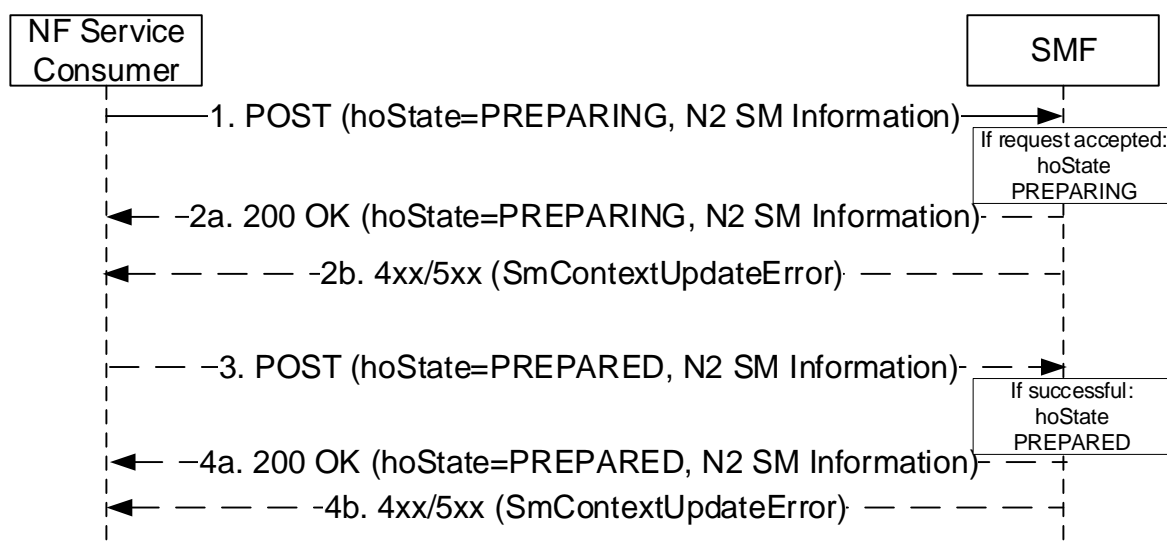 NF Service
Consumer
SMF
1. POST (hoState=PREPARING, N2 SM Information)
If request accepted:
hoState
PREPARING
2a. 200 OK (hoState=PREPARING, N2 SM Information)
2b. 4xx/5xx (SmContextUpdateError)
3. POST (hoState=PREPARED, N2 SM Information)
If successful:
hoState
PREPARED
4a. 200 OK (hoState=PREPARED, N2 SM Information)
4b. 4xx/5xx (SmContextUpdateError)